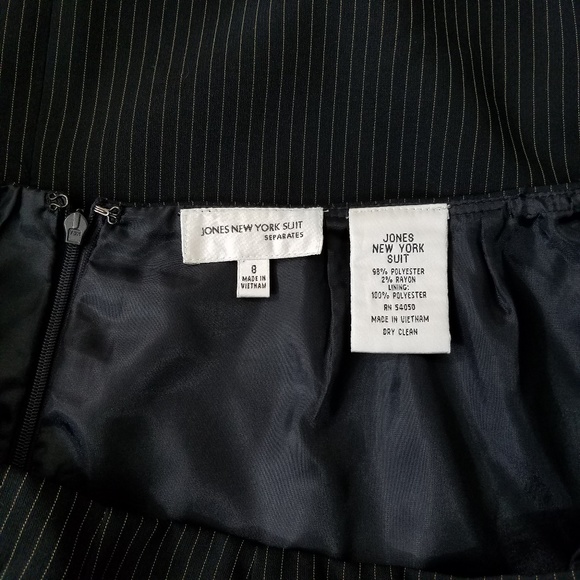 JONES NEW YORK SUIT
SEPARATES
8
MADE IN
VIETNAM
JONES
NEW YORK
SUIT
98% POLYESTER
2% RAYON
LINING:
100% POLYESTER
RN 54050
MADE IN VIETNAM
DRY CLEAN